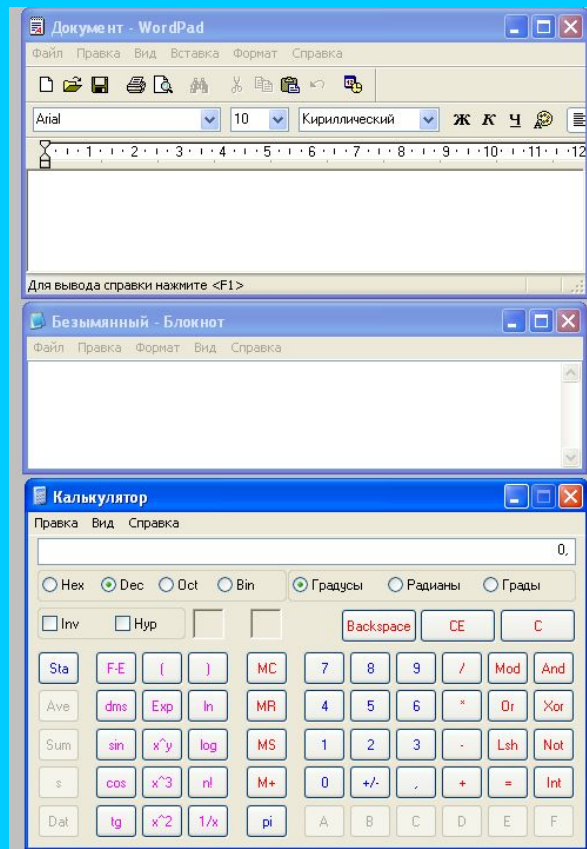 Документ - WordPad
Файл Правка Вид Вставка Формат Справка
Arial 10 Кириллический Ж К Ч
1 2 3 4 5 6 7 8 9 10 11 12
Для вывода справки нажмите <F1>
Безымянный - Блокнот
Файл Правка Формат Вид Справка
Калькулятор
Правка Вид Справка
0,
Hex Dec Oct Bin Градусы Радианы Грады
Inv Hyp Backspace CE C
Sta F-E ( ) MC 7 8 9 / Mod And
Ave dms Exp ln MR 4 5 6 * Or Xor
Sum sin x^y log MS 1 2 3 - Lsh Not
s cos x^3 n! M+ 0 +/- , + = Int
Dat tg x^2 1/x pi A B C D E F